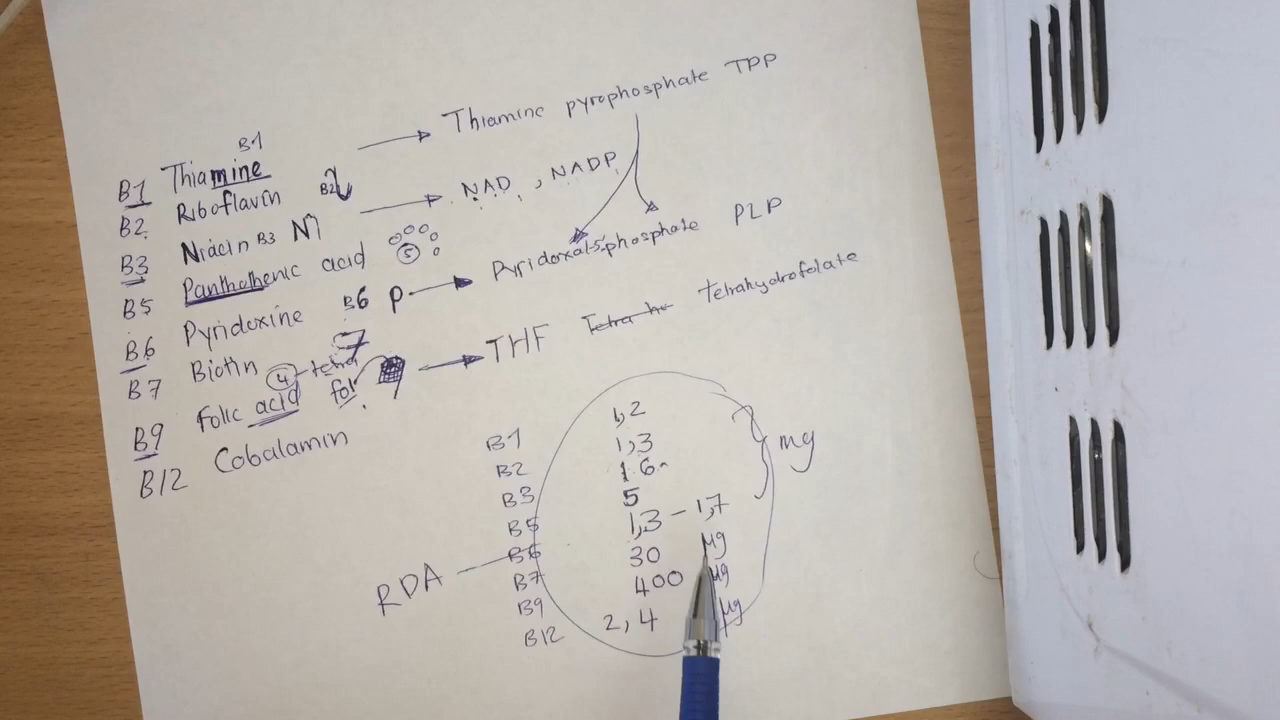 B1 Thiamine B1 → Thiamine pyrophosphate TPP
B2 Riboflavin B2
B3 Niacin B3 N → NAD, NADP
B5 Panthothenic acid 5
B6 Pyridoxine B6 P → Pyridoxal-5-phosphate PLP
B7 Biotin 7
B9 Folic acid 4 - tetra fol 9 → THF tetrahydrofolate
B12 Cobalamin
RDA
B1 1,2
B2 1,3
B3 16
B5 5
B6 1,3 - 1,7
mg
B7 30 µg
B9 400 µg
B12 2,4 µg